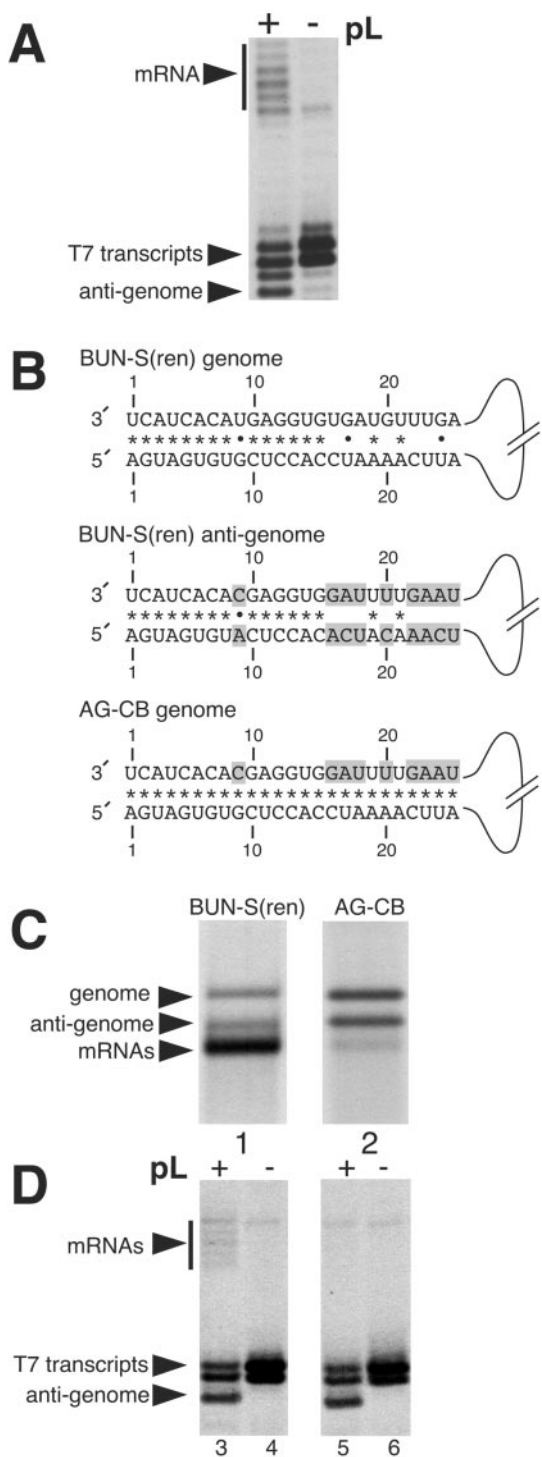 A
+ - pL
mRNA
T7 transcripts
anti-genome
B
BUN-S(ren) genome
1 10 20
3´ UCAUCACAUGAGGUGUGAUGUUUGA
********•****** • * *  •
5´ AGUAGUGUGCUCCACCUAAAACUUA
1 10 20
BUN-S(ren) anti-genome
1 10 20
3´ UCAUCACACGAGGUGGAUUUUGAAU
********•******   * *
5´ AGUAGUGUACUCCACACUACAAACU
1 10 20
AG-CB genome
1 10 20
3´ UCAUCACACGAGGUGGAUUUUGAAU
*************************
5´ AGUAGUGUGCUCCACCUAAAACUUA
1 10 20
C
BUN-S(ren) AG-CB
genome
anti-genome
mRNAs
1 2
D
pL + - + -
mRNAs
T7 transcripts
anti-genome
3 4 5 6